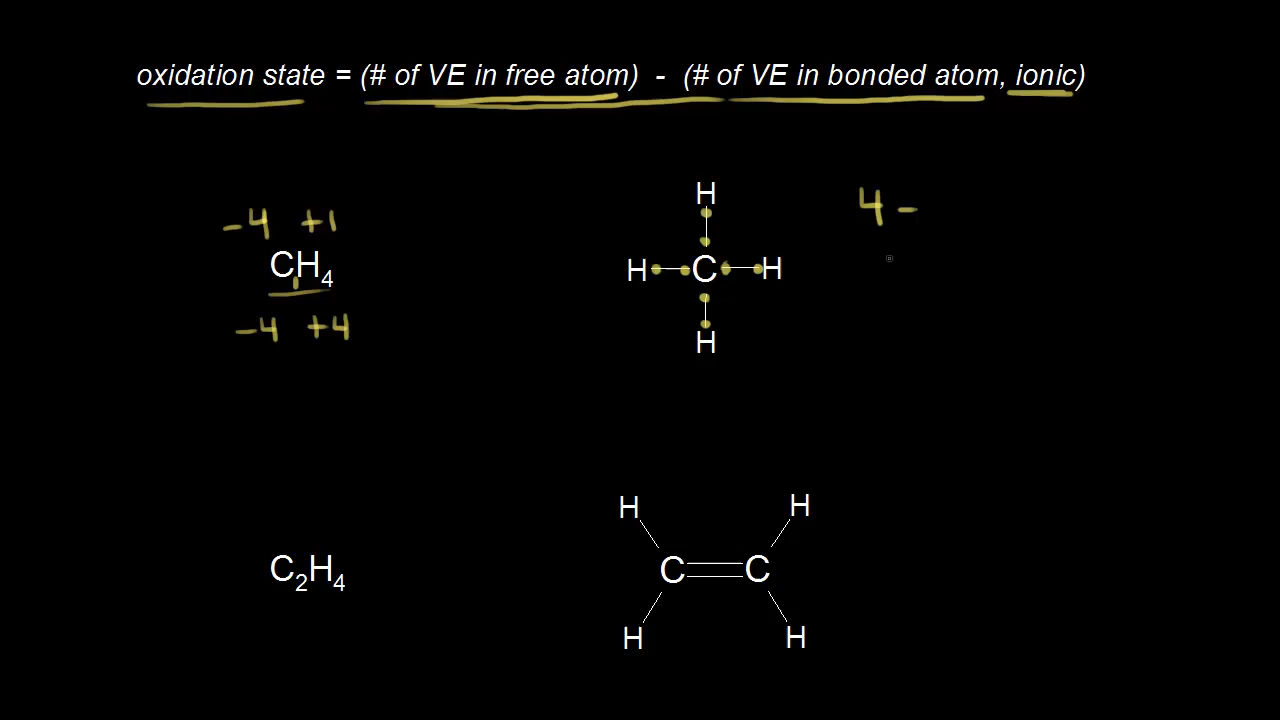 oxidation state = (# of VE in free atom) - (# of VE in bonded atom, ionic)
-4 +1
CH₄
-4 +4
H
H C H
H
4 -
C₂H₄
H H
C C
H H